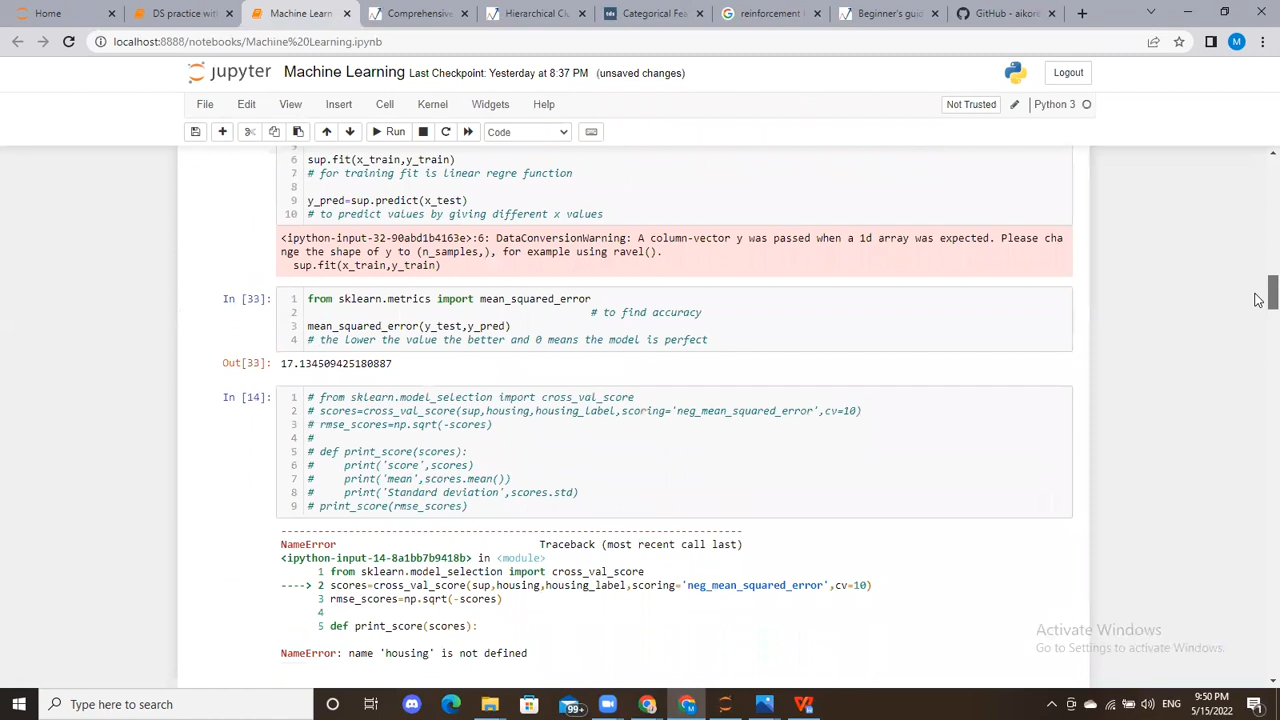 Home
DS practice with
Machine Learn
Comprehensive
Hierarchical Clu
Categorical Fea
reinforcement l
Beginner's guid
GitHub - aikore
localhost:8888/notebooks/Machine%20Learning.ipynb
M
jupyter Machine Learning Last Checkpoint: Yesterday at 8:37 PM (unsaved changes)
Logout
File Edit View Insert Cell Kernel Widgets Help
Not Trusted
Python 3
Run
Code
6 sup.fit(x_train,y_train)
7 # for training fit is linear regre function
8
9 y_pred=sup.predict(x_test)
10 # to predict values by giving different x values
<ipython-input-32-90abd1b4163e>:6: DataConversionWarning: A column-vector y was passed when a 1d array was expected. Please cha
nge the shape of y to (n_samples,), for example using ravel().
sup.fit(x_train,y_train)
In [33]:
1 from sklearn.metrics import mean_squared_error
2 # to find accuracy
3 mean_squared_error(y_test,y_pred)
4 # the lower the value the better and 0 means the model is perfect
Out[33]: 17.134509425180887
In [14]:
1 # from sklearn.model_selection import cross_val_score
2 # scores=cross_val_score(sup,housing,housing_label,scoring='neg_mean_squared_error',cv=10)
3 # rmse_scores=np.sqrt(-scores)
4 #
5 # def print_score(scores):
6 # print('score',scores)
7 # print('mean',scores.mean())
8 # print('Standard deviation',scores.std)
9 # print_score(rmse_scores)
---------------------------------------------------------------------------
NameError Traceback (most recent call last)
<ipython-input-14-8a1bb7b9418b> in <module>
1 from sklearn.model_selection import cross_val_score
----> 2 scores=cross_val_score(sup,housing,housing_label,scoring='neg_mean_squared_error',cv=10)
3 rmse_scores=np.sqrt(-scores)
4
5 def print_score(scores):
NameError: name 'housing' is not defined
Activate Windows
Go to Settings to activate Windows.
Type here to search
99+
ENG
9:50 PM
5/15/2022
1